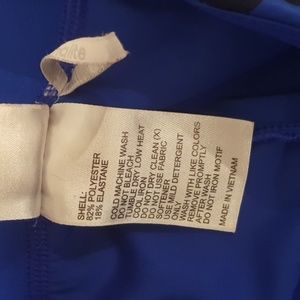 SHELL:
82% POLYESTER
18% ELASTANE
COLD MACHINE WASH
DO NOT BLEACH
TUMBLE DRY LOW HEAT
COOL IRON
DO NOT DRY CLEAN (X)
DO NOT USE FABRIC
SOFTENER
USE MILD DETERGENT
ONLY
WASH WITH LIKE COLORS
REMOVE PROMPTLY
AFTER WASH
DO NOT IRON MOTIF
MADE IN VIETNAM